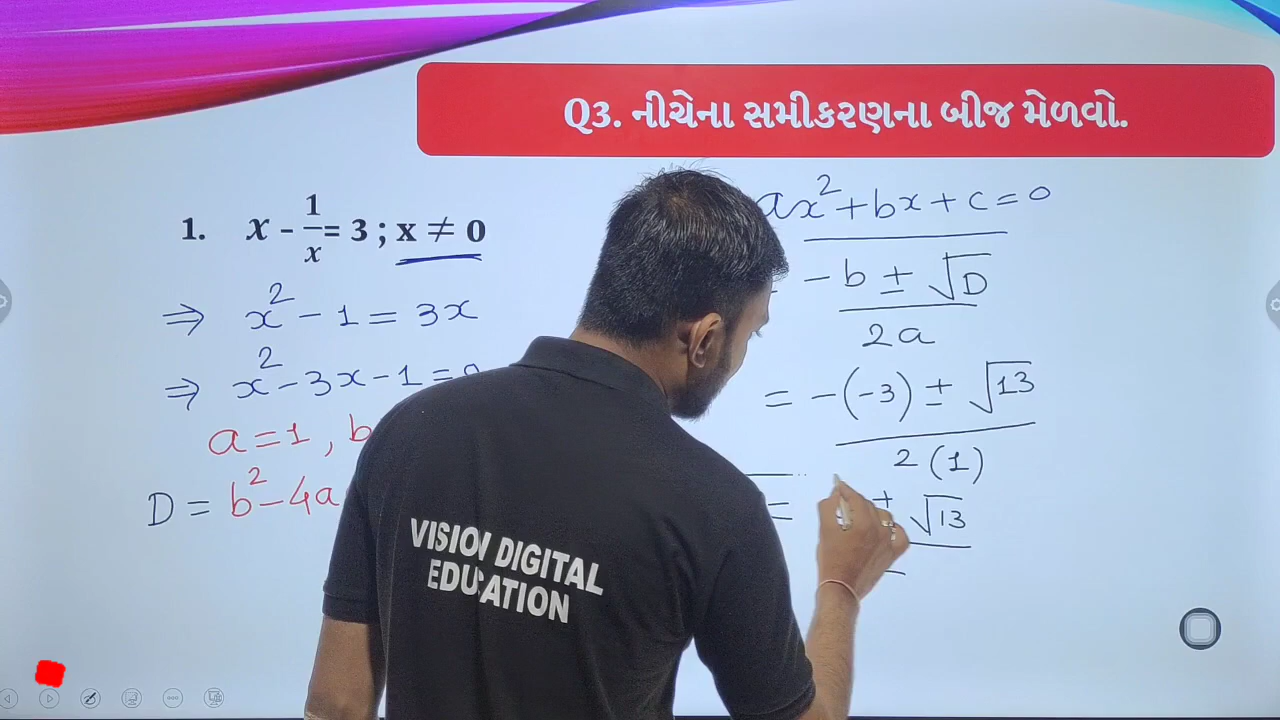 Q3. નીચેના સમીકરણના બીજ મેળવો.
1. x - 1/x = 3 ; x ≠ 0
⇒ x² - 1 = 3x
⇒ x² - 3x - 1 =
a = 1 , b
D = b² - 4a
ax² + bx + c = 0
-b ± √D
2a
= -(-3) ± √13
2(1)
= ± √13
VISION DIGITAL
EDUCATION